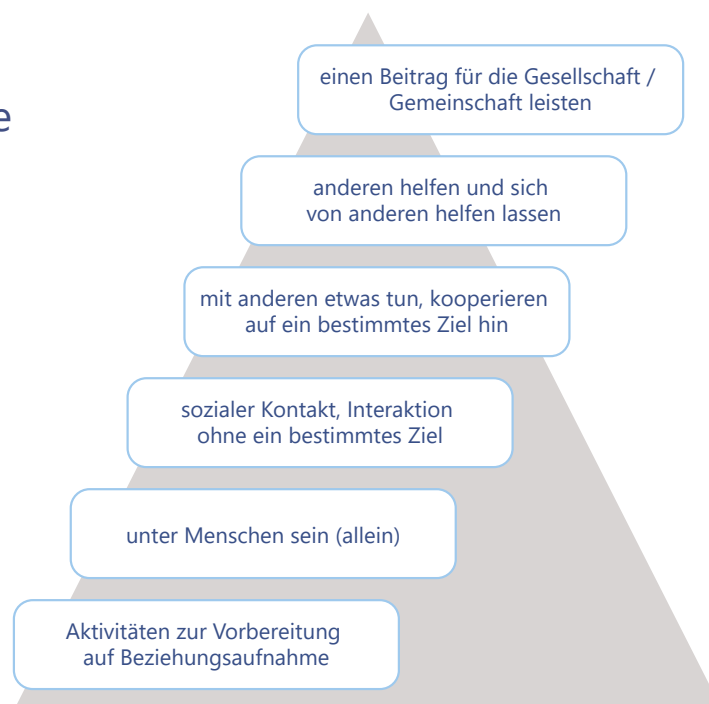 einen Beitrag für die Gesellschaft /
Gemeinschaft leisten
e
anderen helfen und sich
von anderen helfen lassen
mit anderen etwas tun, kooperieren
auf ein bestimmtes Ziel hin
sozialer Kontakt, Interaktion
ohne ein bestimmtes Ziel
unter Menschen sein (allein)
Aktivitäten zur Vorbereitung
auf Beziehungsaufnahme